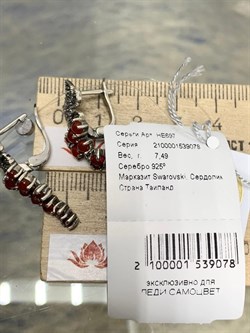 Серьги Арт. НЕ697
Серия 2100001539078
Вес, г. 7,49
Серебро 925°
Марказит Swarovski, Сердолик
Страна Таиланд
2 100001 539078
эксклюзивно для
ЛЕДИ САМОЦВЕТ